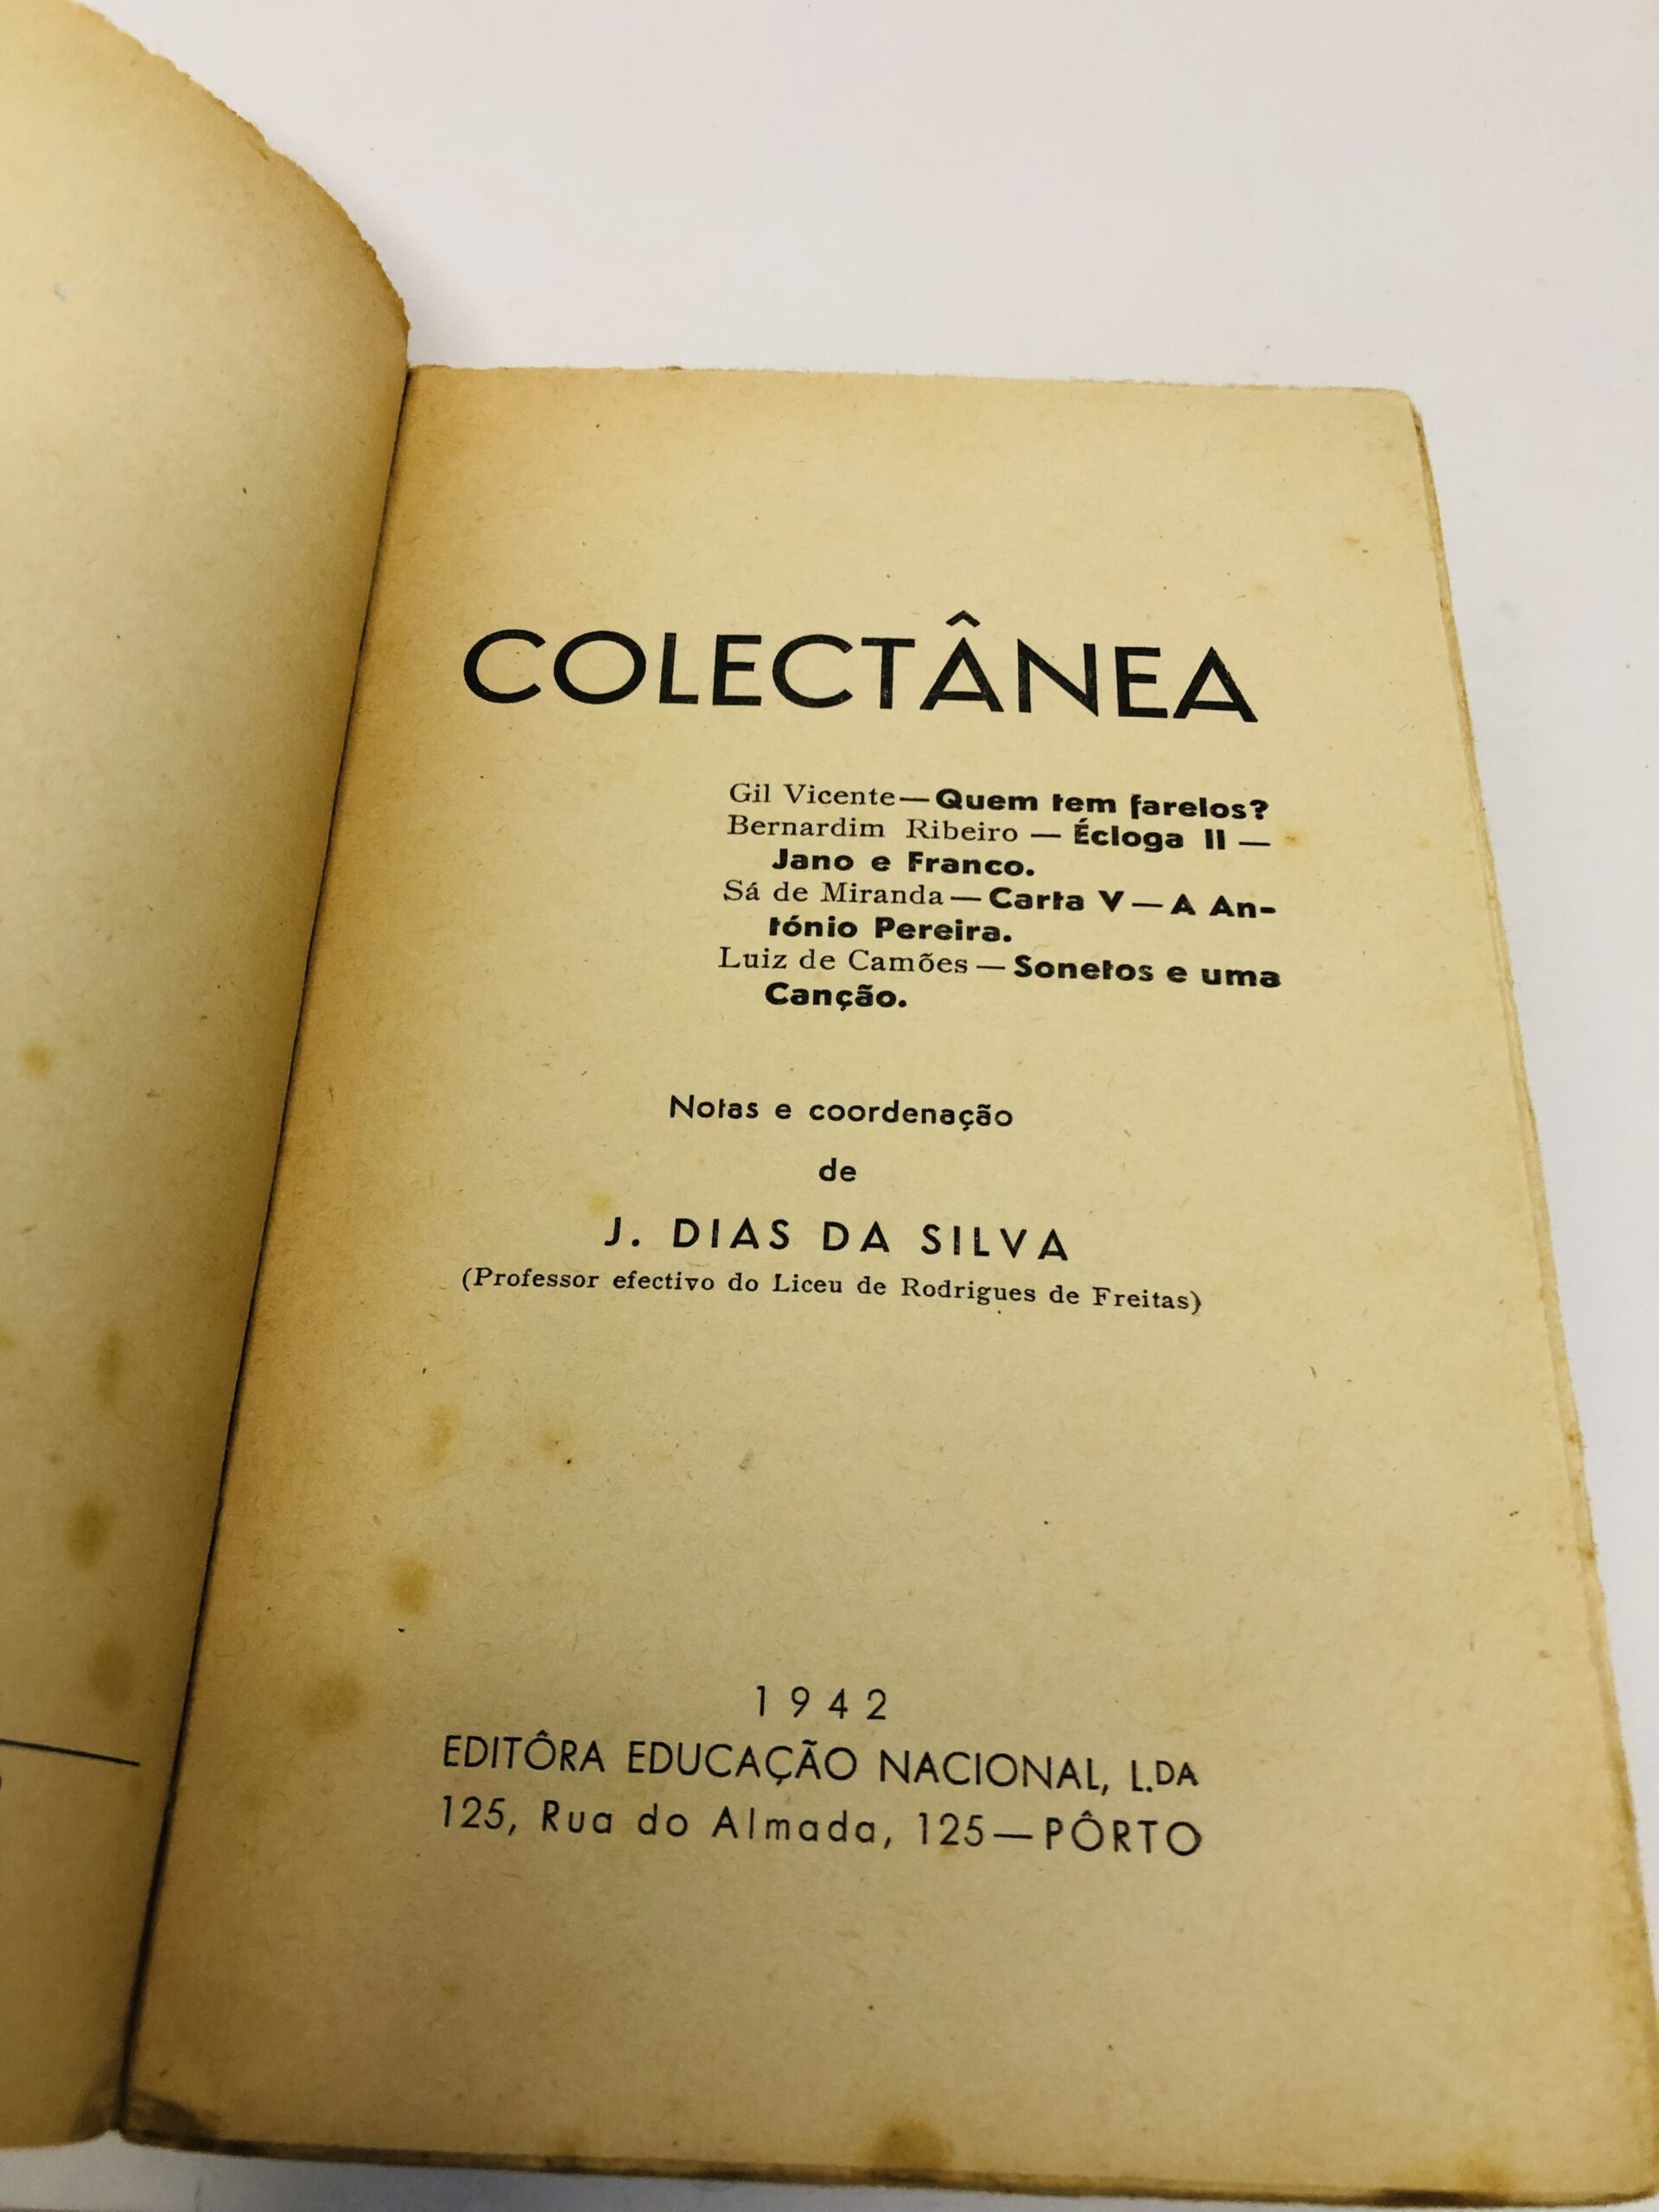 COLECTÂNEA
Gil Vicente—Quem tem farelos?
Bernardim Ribeiro — Écloga II —
Jano e Franco.
Sá de Miranda — Carta V — A An-
tónio Pereira.
Luiz de Camões — Sonetos e uma
Canção.
Notas e coordenação
de
J. DIAS DA SILVA
(Professor efectivo do Liceu de Rodrigues de Freitas)
1942
EDITÔRA EDUCAÇÃO NACIONAL, L.DA
125, Rua do Almada, 125—PÔRTO